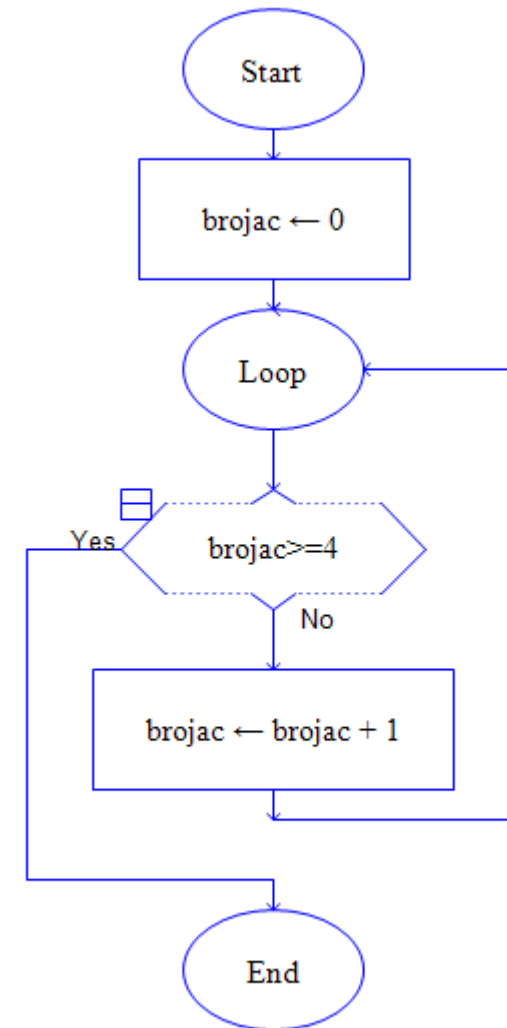 Start
brojac ← 0
Loop
Yes
brojac>=4
No
brojac ← brojac + 1
End